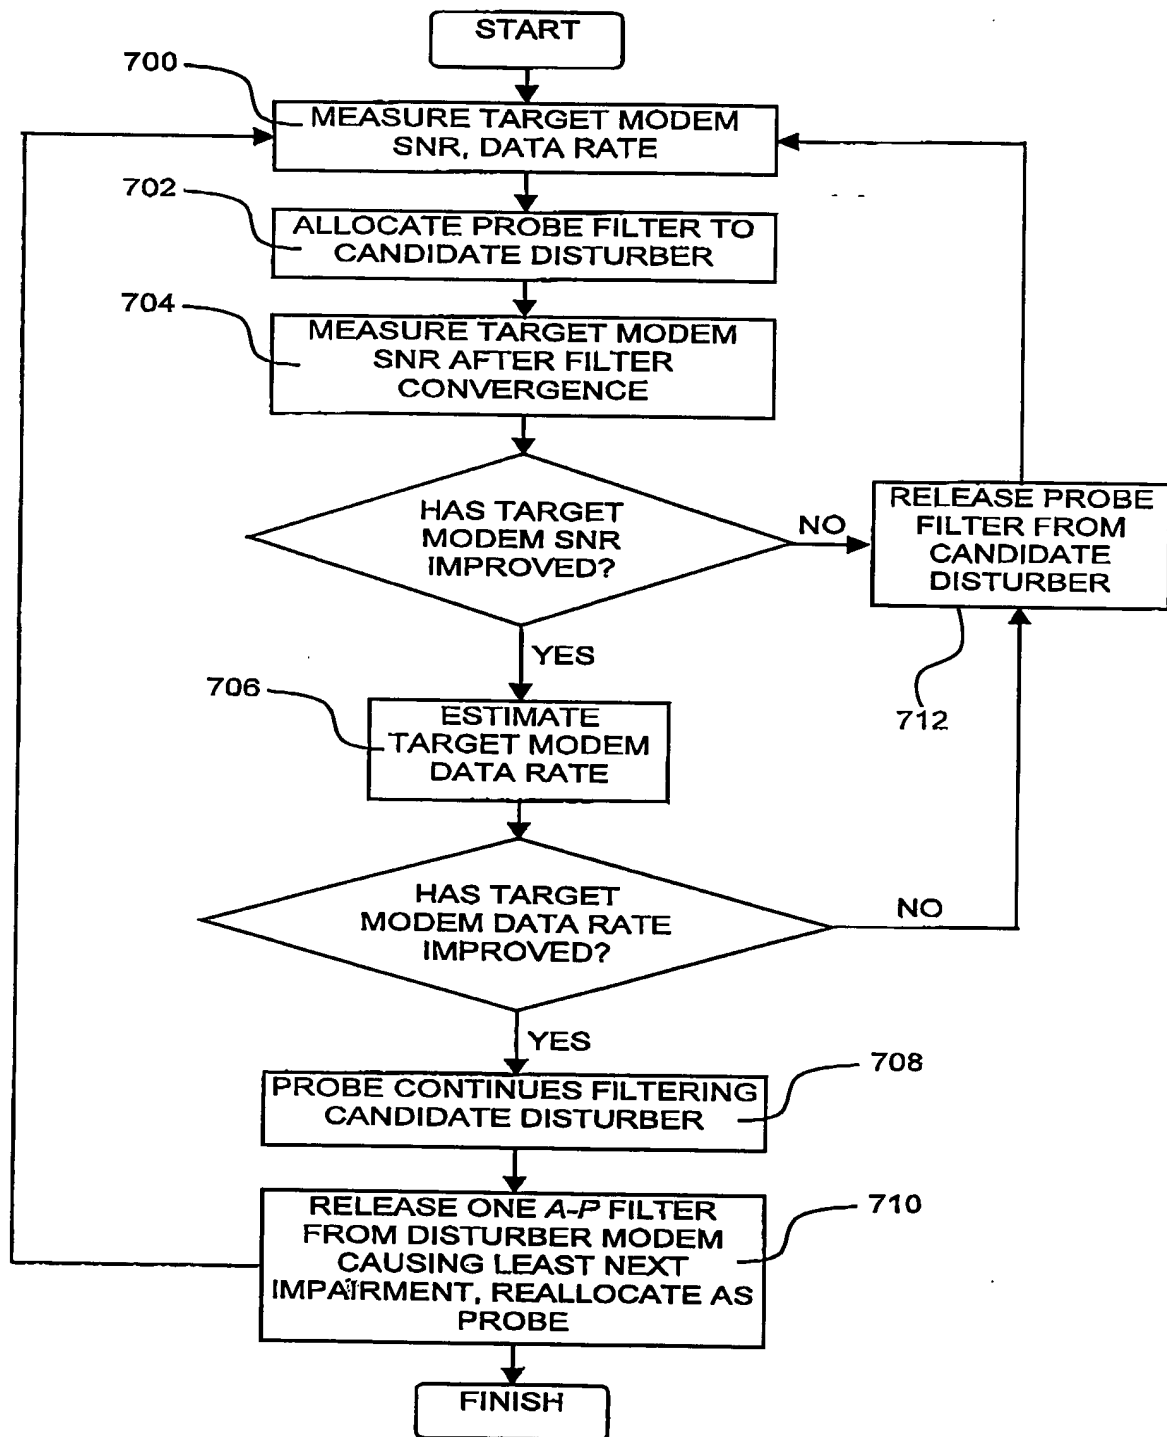 START
700
MEASURE TARGET MODEM
SNR, DATA RATE
702
ALLOCATE PROBE FILTER TO
CANDIDATE DISTURBER
704
MEASURE TARGET MODEM
SNR AFTER FILTER
CONVERGENCE
HAS TARGET
MODEM SNR
IMPROVED?
NO
RELEASE PROBE
FILTER FROM
CANDIDATE
DISTURBER
712
YES
706
ESTIMATE
TARGET MODEM
DATA RATE
HAS TARGET
MODEM DATA RATE
IMPROVED?
NO
YES
708
PROBE CONTINUES FILTERING
CANDIDATE DISTURBER
710
RELEASE ONE A-P FILTER
FROM DISTURBER MODEM
CAUSING LEAST NEXT
IMPAIRMENT, REALLOCATE AS
PROBE
FINISH